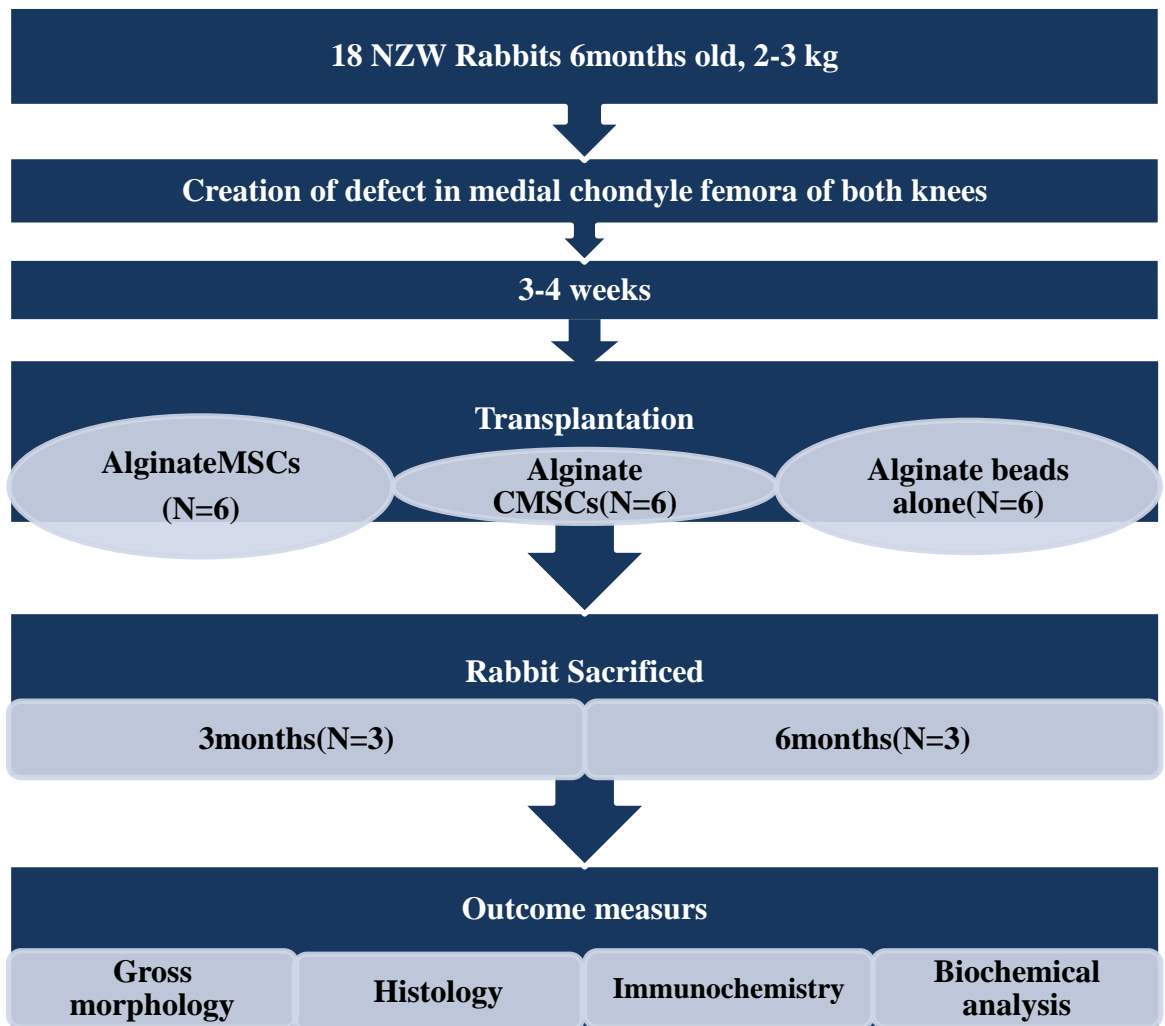 18 NZW Rabbits 6months old, 2-3 kg
Creation of defect in medial chondyle femora of both knees
3-4 weeks
Transplantation
AlginateMSCs
(N=6)
Alginate
CMSCs(N=6)
Alginate beads
alone(N=6)
Rabbit Sacrificed
3months(N=3)
6months(N=3)
Outcome measurs
Gross
morphology
Histology
Immunochemistry
Biochemical
analysis